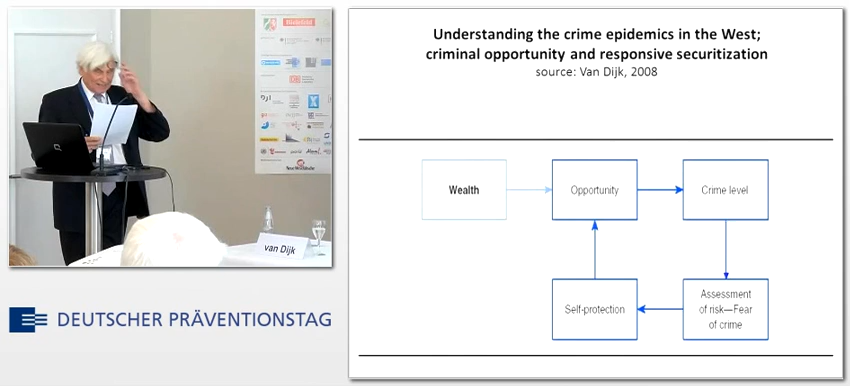 Understanding the crime epidemics in the West;
criminal opportunity and responsive securitization
source: Van Dijk, 2008
Wealth
Opportunity
Crime level
Self-protection
Assessment
of risk—Fear
of crime
van Dijk
DEUTSCHER PRÄVENTIONSTAG